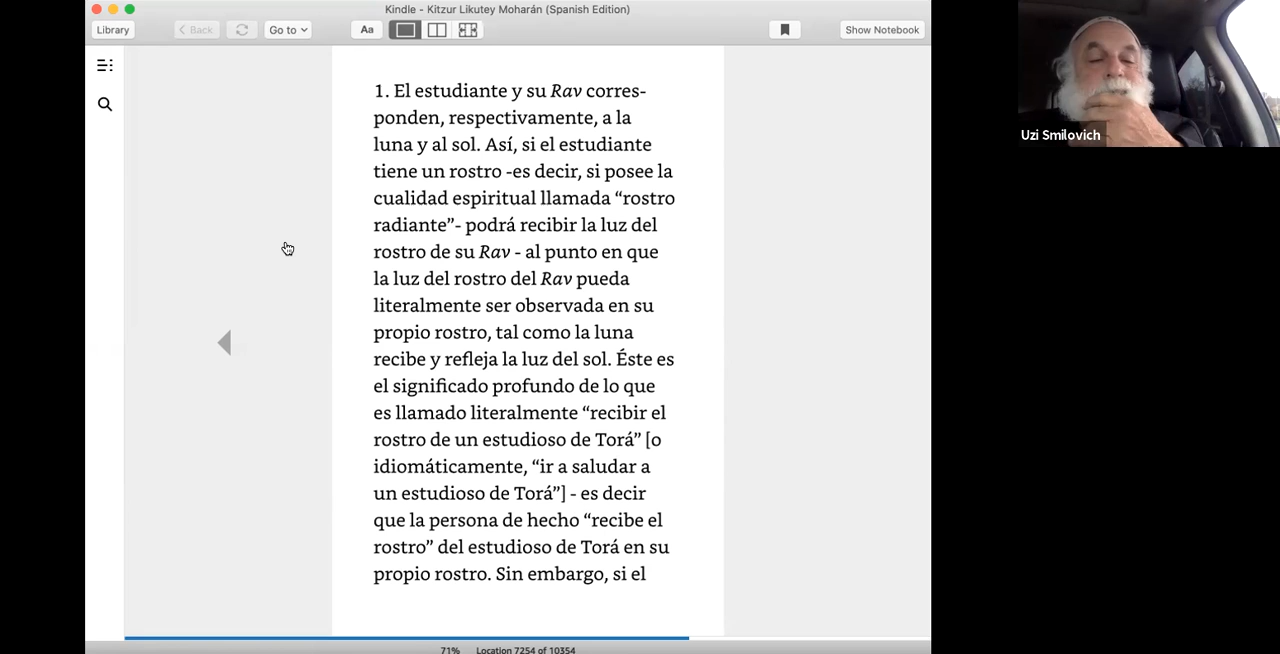 Kindle - Kitzur Likutey Moharán (Spanish Edition)
Library
Back
Go to
Aa
Show Notebook
1. El estudiante y su Rav corres-
ponden, respectivamente, a la
luna y al sol. Así, si el estudiante
tiene un rostro -es decir, si posee la
cualidad espiritual llamada “rostro
radiante”- podrá recibir la luz del
rostro de su Rav - al punto en que
la luz del rostro del Rav pueda
literalmente ser observada en su
propio rostro, tal como la luna
recibe y refleja la luz del sol. Éste es
el significado profundo de lo que
es llamado literalmente “recibir el
rostro de un estudioso de Torá” [o
idiomáticamente, “ir a saludar a
un estudioso de Torá”] - es decir
que la persona de hecho “recibe el
rostro” del estudioso de Torá en su
propio rostro. Sin embargo, si el
71% Location 7254 of 10354
Uzi Smilovich